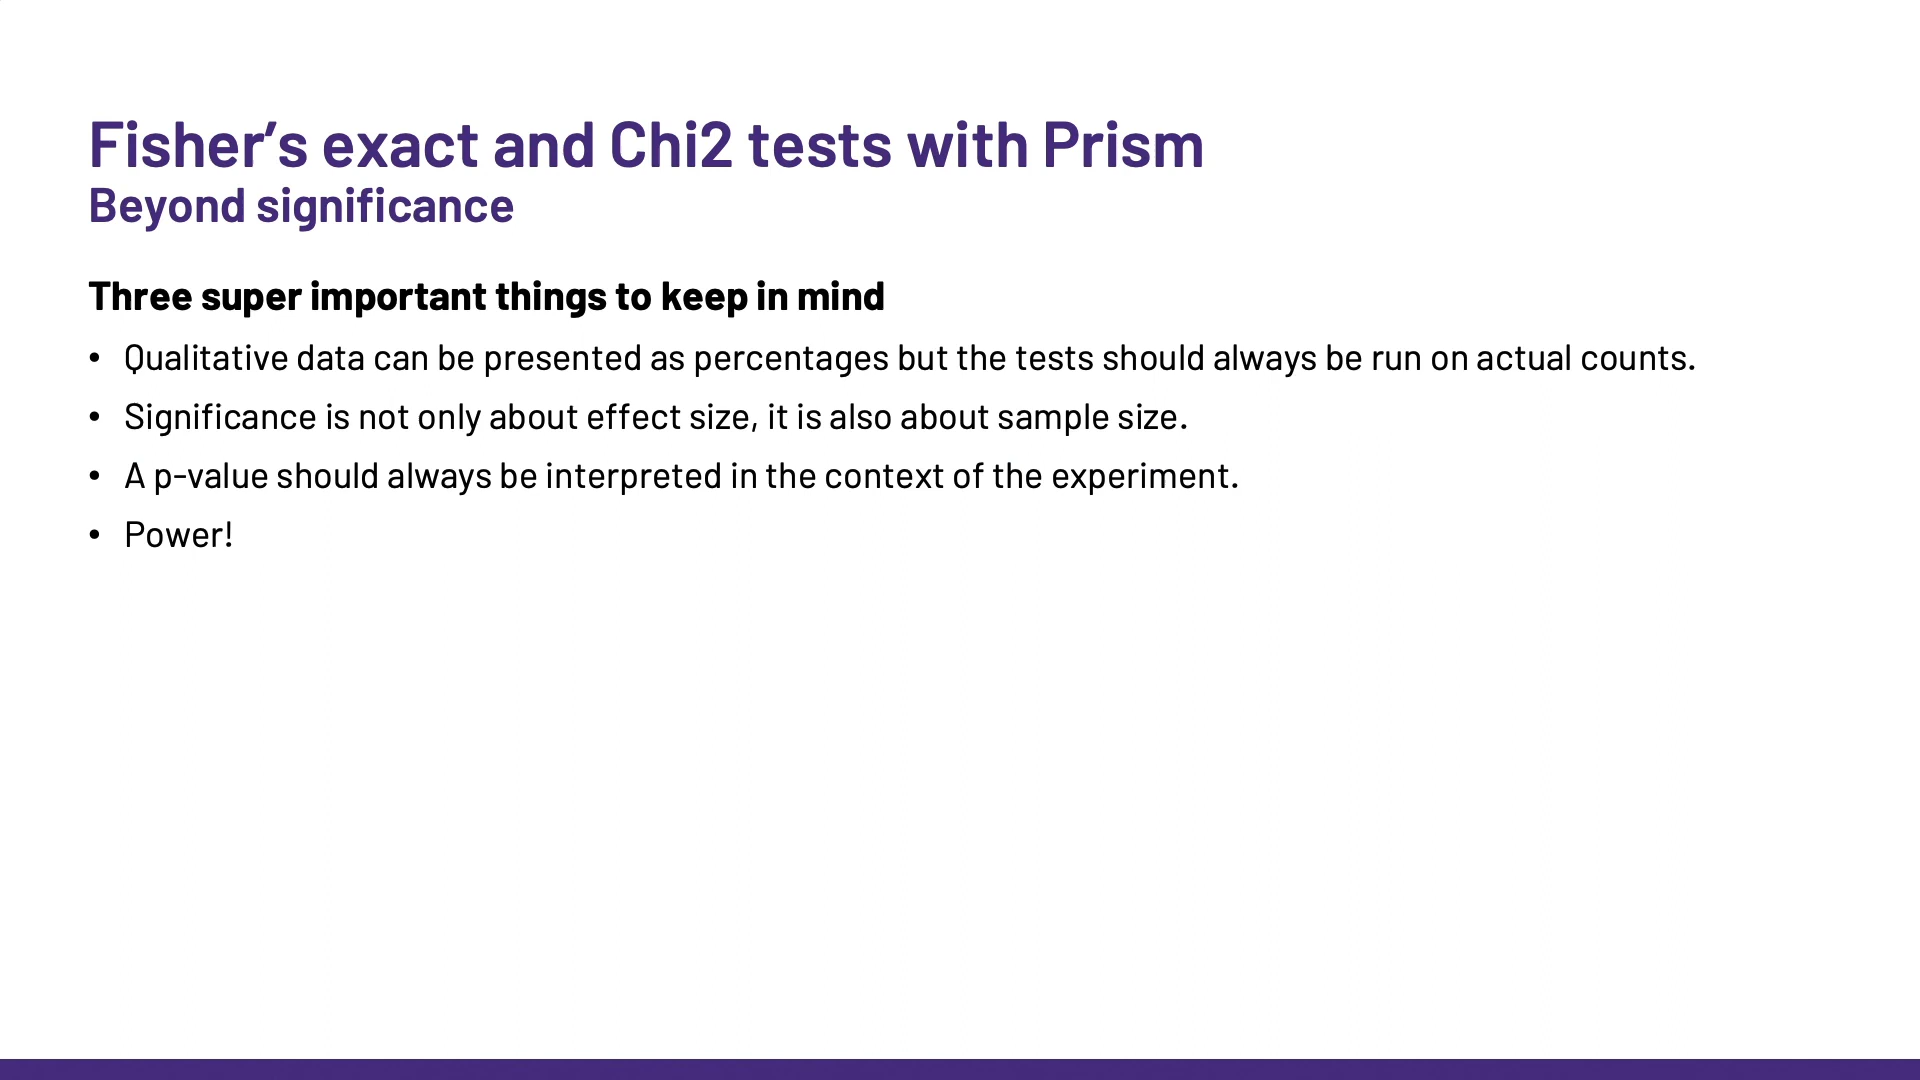 Fisher’s exact and Chi2 tests with Prism
Beyond significance
Three super important things to keep in mind
• Qualitative data can be presented as percentages but the tests should always be run on actual counts.
• Significance is not only about effect size, it is also about sample size.
• A p-value should always be interpreted in the context of the experiment.
• Power!